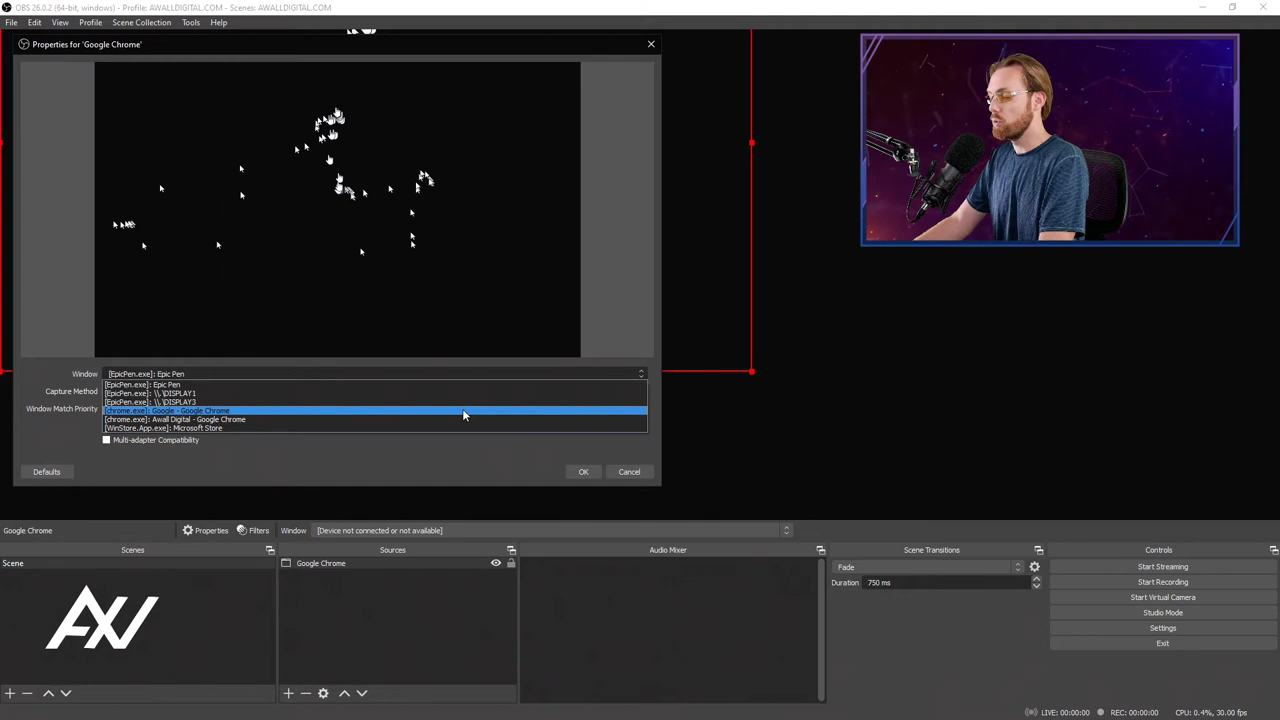 OBS 26.0.2 (64-bit, windows) - Profile: AWALLDIGITAL.COM - Scenes: AWALLDIGITAL.COM
File Edit View Profile Scene Collection Tools Help
Properties for 'Google Chrome'
Window [EpicPen.exe]: Epic Pen
[EpicPen.exe]: Epic Pen
Capture Method
[EpicPen.exe]: \\.\DISPLAY1
[EpicPen.exe]: \\.\DISPLAY3
Window Match Priority
[chrome.exe]: Google - Google Chrome
[chrome.exe]: Awall Digital - Google Chrome
[WinStore.App.exe]: Microsoft Store
Multi-adapter Compatibility
Defaults OK Cancel
Google Chrome Properties Filters Window [Device not connected or not available]
Scenes Sources Audio Mixer Scene Transitions Controls
Scene Google Chrome Fade Start Streaming
Duration 750 ms Start Recording
Start Virtual Camera
Studio Mode
Settings
Exit
AW
LIVE: 00:00:00 REC: 00:00:00 CPU: 0.4%, 30.00 fps